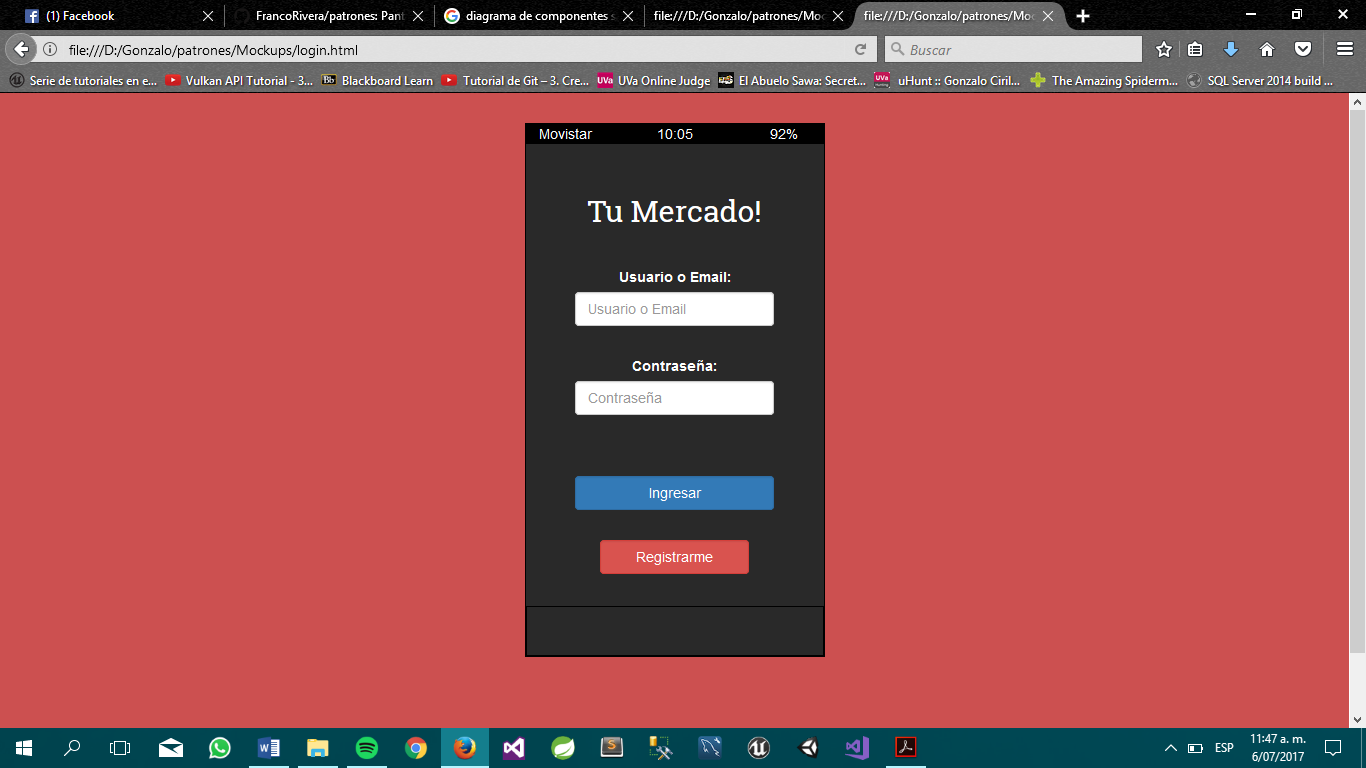 (1) Facebook
FrancoRivera/patrones: Pant
diagrama de componentes s
file:///D:/Gonzalo/patrones/Moc
file:///D:/Gonzalo/patrones/Moc
file:///D:/Gonzalo/patrones/Mockups/login.html
Buscar
Serie de tutoriales en e...
Vulkan API Tutorial - 3...
Bb
Blackboard Learn
Tutorial de Git – 3. Cre...
UVa
UVa Online Judge
El Abuelo Sawa: Secret...
UVa
uHunt :: Gonzalo Ciril...
The Amazing Spiderm...
SQL Server 2014 build ...
Movistar 10:05 92%
Tu Mercado!
Usuario o Email:
Usuario o Email
Contraseña:
Contraseña
Ingresar
Registrarme
ESP
11:47 a. m.
6/07/2017